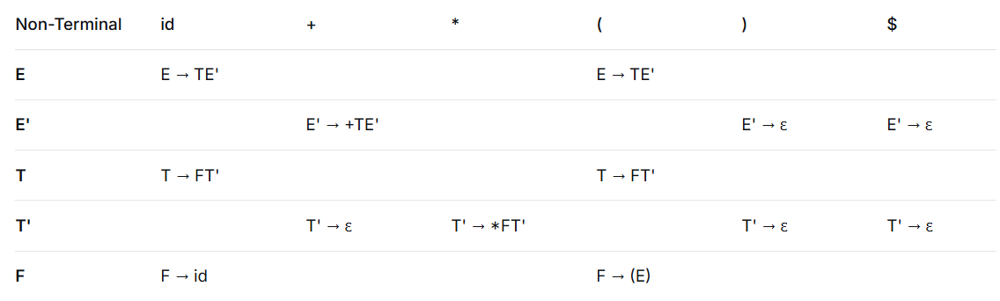 Non-Terminal id + * ( ) $
E E → TE' E → TE'
E' E' → +TE' E' → ε E' → ε
T T → FT' T → FT'
T' T' → ε T' → *FT' T' → ε T' → ε
F F → id F → (E)